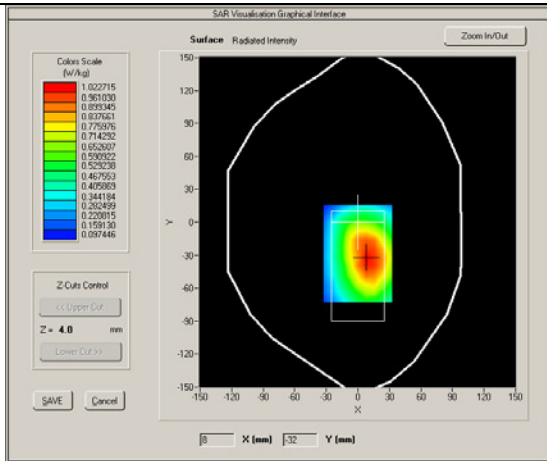 SAR Visualisation Graphical Interface
Surface Radiated Intensity
Zoom In/Out
Colors Scale
(W/kg)
1.022715
0.961030
0.899345
0.837661
0.775976
0.714292
0.652607
0.590922
0.529238
0.467553
0.405869
0.344184
0.282499
0.220815
0.159130
0.097446
Z-Cuts Control
<< Upper Cut
Z = 4.0 mm
Lower Cut >>
SAVE Cancel
150
120
90
60
30
0
-30
-60
-90
-120
-150
Y
-150 -120 -90 -60 -30 0 30 60 90 120 150
X
8 X (mm) -32 Y (mm)